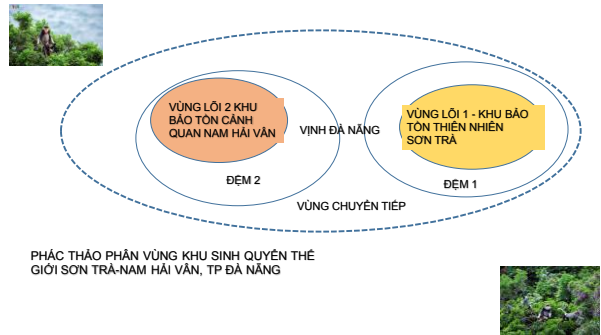 VÙNG LÕI 2 KHU
BẢO TỒN CẢNH
QUAN NAM HẢI VÂN
VỊNH ĐÀ NẴNG
VÙNG LÕI 1 - KHU BẢO
TỒN THIÊN NHIÊN
SƠN TRÀ
ĐỆM 2
ĐỆM 1
VÙNG CHUYỂN TIẾP
PHÁC THẢO PHÂN VÙNG KHU SINH QUYỂN THẾ
GIỚI SƠN TRÀ-NAM HẢI VÂN, TP ĐÀ NẴNG